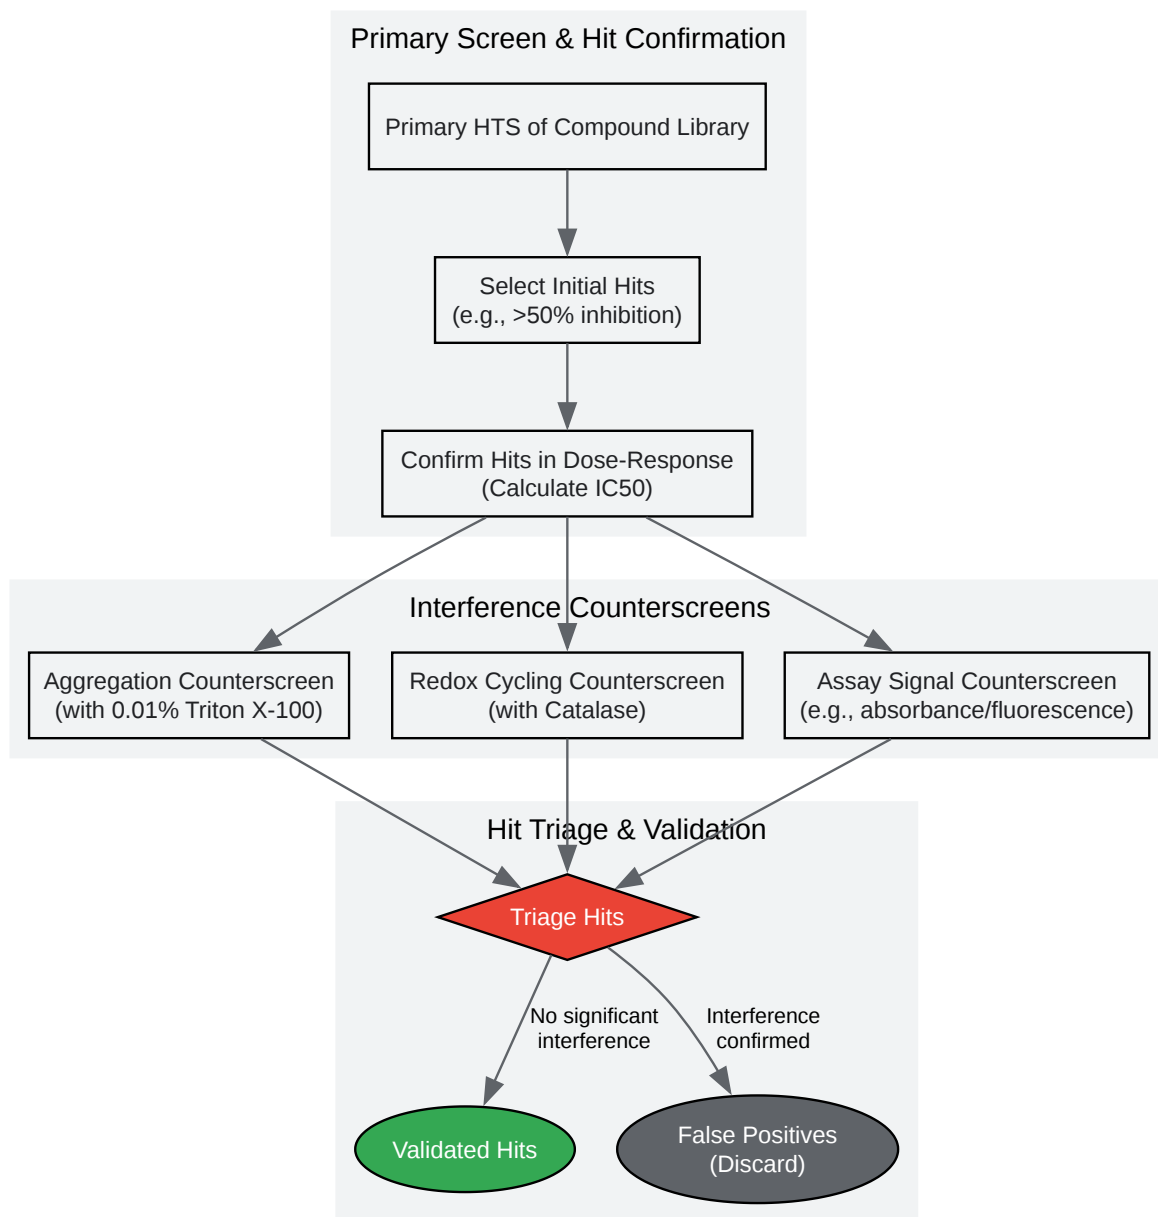 Primary Screen & Hit Confirmation
Primary HTS of Compound Library
Select Initial Hits
(e.g., >50% inhibition)
Confirm Hits in Dose-Response
(Calculate IC50)
Interference Counterscreens
Aggregation Counterscreen
(with 0.01% Triton X-100)
Redox Cycling Counterscreen
(with Catalase)
Assay Signal Counterscreen
(e.g., absorbance/fluorescence)
Hit Triage & Validation
Triage Hits
No significant
interference
Interference
confirmed
Validated Hits
False Positives
(Discard)